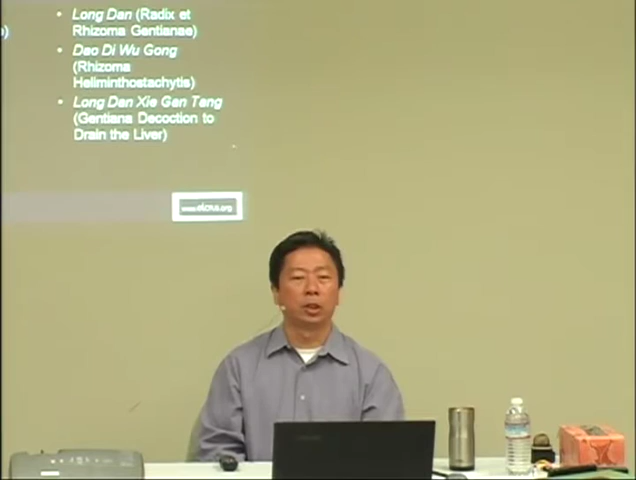 • Long Dan (Radix et
Rhizoma Gentianae)
• Dao Di Wu Gong
(Rhizoma
Heliminthostachytis)
• Long Dan Xie Gan Tang
(Gentiana Decoction to
Drain the Liver)